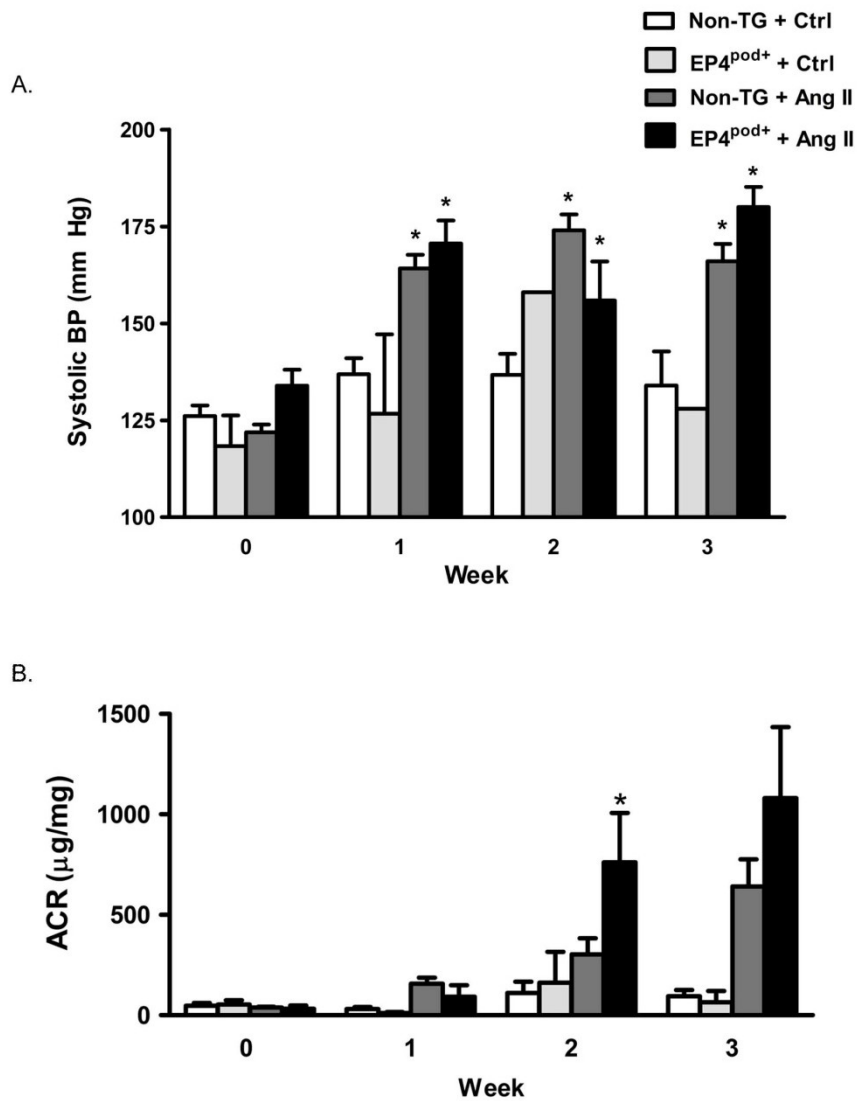 Non-TG + Ctrl
EP4pod+ + Ctrl
Non-TG + Ang II
EP4pod+ + Ang II
A.
200
175
150
125
100
Systolic BP (mm Hg)
* *
* *
* *
0 1 2 3
Week
B.
1500
1000
500
0
ACR (μg/mg)
*
0 1 2 3
Week